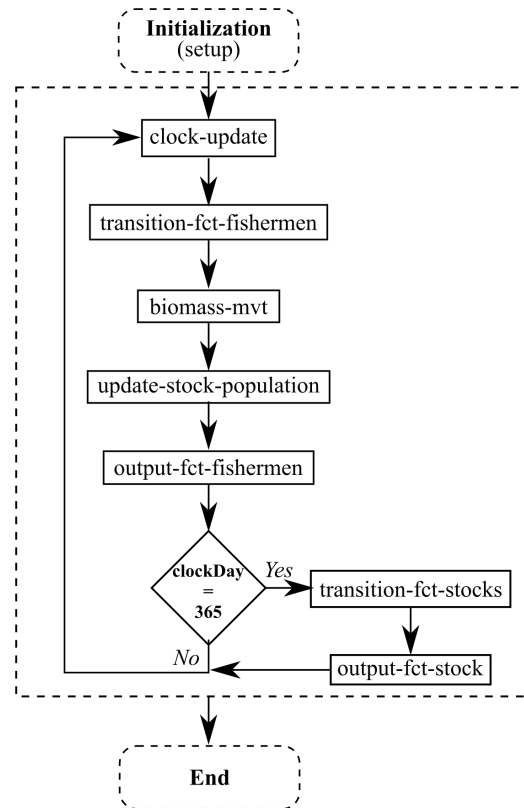 Initialization
(setup)
clock-update
transition-fct-fishermen
biomass-mvt
update-stock-population
output-fct-fishermen
clockDay
=
365
Yes
transition-fct-stocks
No
output-fct-stock
End